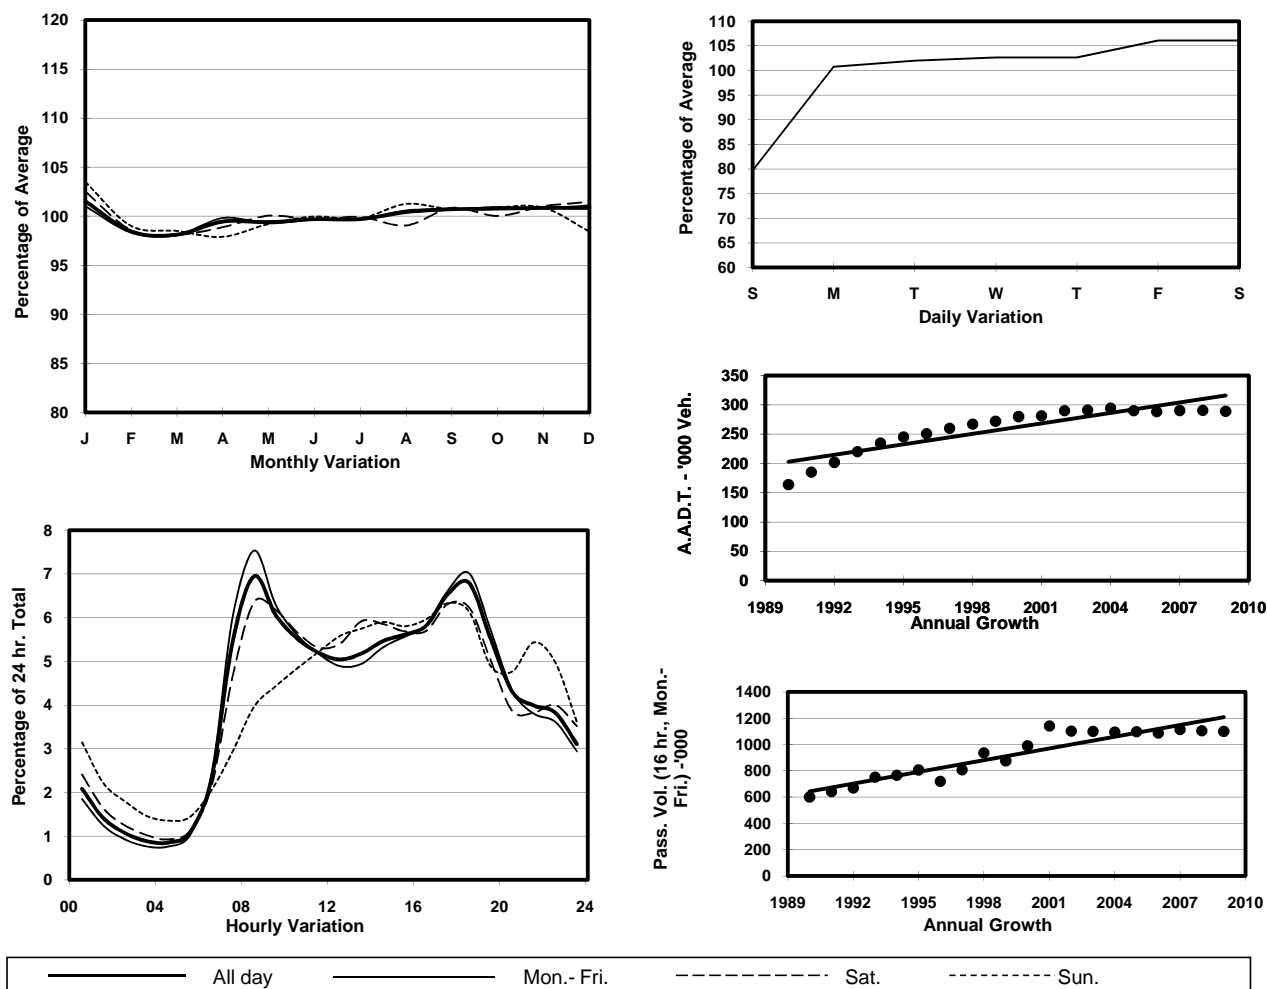 120
115
110
105
100
95
90
85
80
Percentage of Average
J F M A M J J A S O N D
Monthly Variation
110
105
100
95
90
85
80
75
70
65
60
Percentage of Average
S M T W T F S
Daily Variation
350
300
250
200
150
100
50
0
A.A.D.T. - '000 Veh.
1989 1992 1995 1998 2001 2004 2007 2010
Annual Growth
8
7
6
5
4
3
2
1
0
Percentage of 24 hr. Total
00 04 08 12 16 20 24
Hourly Variation
1400
1200
1000
800
600
400
200
0
Pass. Vol. (16 hr., Mon.-
Fri.) -'000
1989 1992 1995 1998 2001 2004 2007 2010
Annual Growth
All day Mon.- Fri. Sat. Sun.